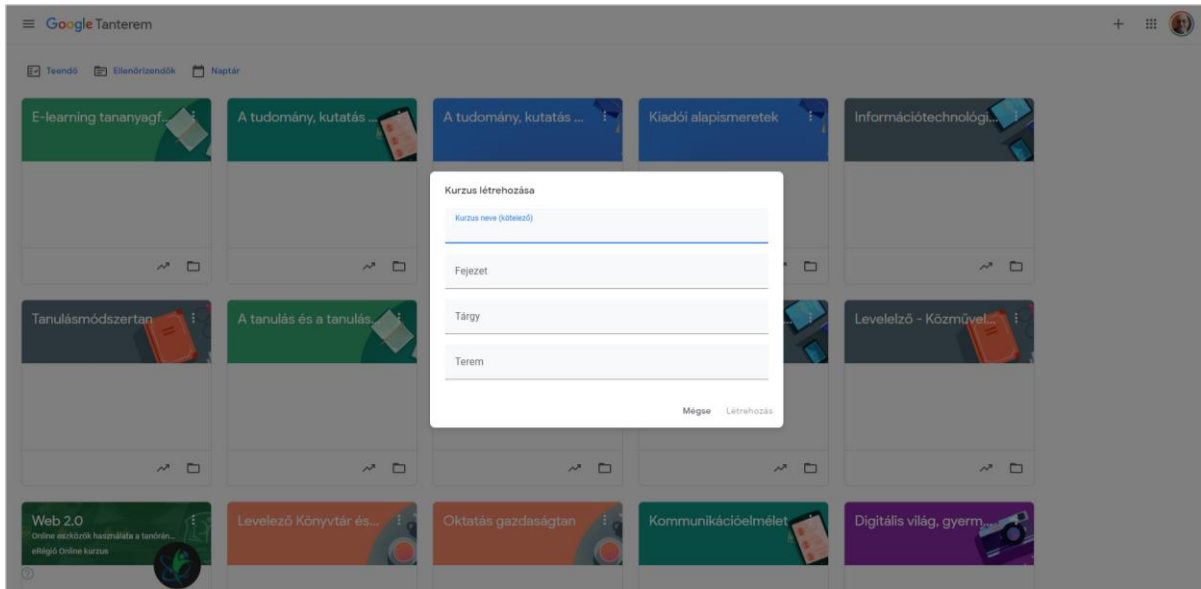 Google Tanterem
Teendő Ellenőrizendők Naptár
E-learning tananyagf...
A tudomány, kutatás ...
A tudomány, kutatás ...
Kiadói alapismeretek
Információtechnológi...
Kurzus létrehozása
Kurzus neve (kötelező)
Fejezet
Tárgy
Terem
Mégse Létrehozás
Tanulásmódszertan
A tanulás és a tanulás...
Levelelző - Közművel...
Web 2.0
Online eszközök használata a tanórán...
eRégió Online kurzus
Levelező Könyvtár és...
Oktatás gazdaságtan
Kommunikációelmélet
Digitális világ, gyerm...